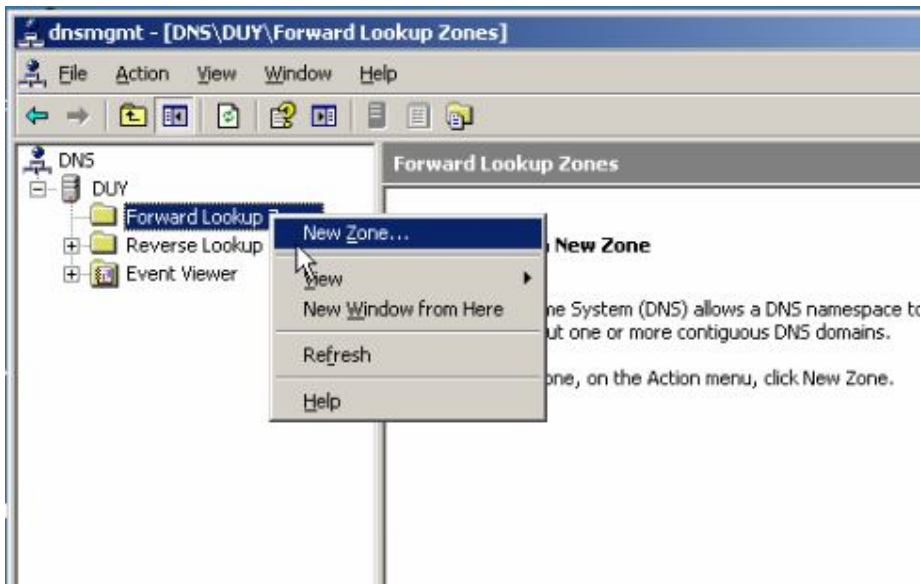 dnsmgmt - [DNS\DUY\Forward Lookup Zones]
File Action View Window Help
DNS
DUY
Forward Lookup
Reverse Lookup
Event Viewer
Forward Lookup Zones
New Zone...
View
New Window from Here
Refresh
Help
New Zone
me System (DNS) allows a DNS namespace to
ut one or more contiguous DNS domains.
one, on the Action menu, click New Zone.